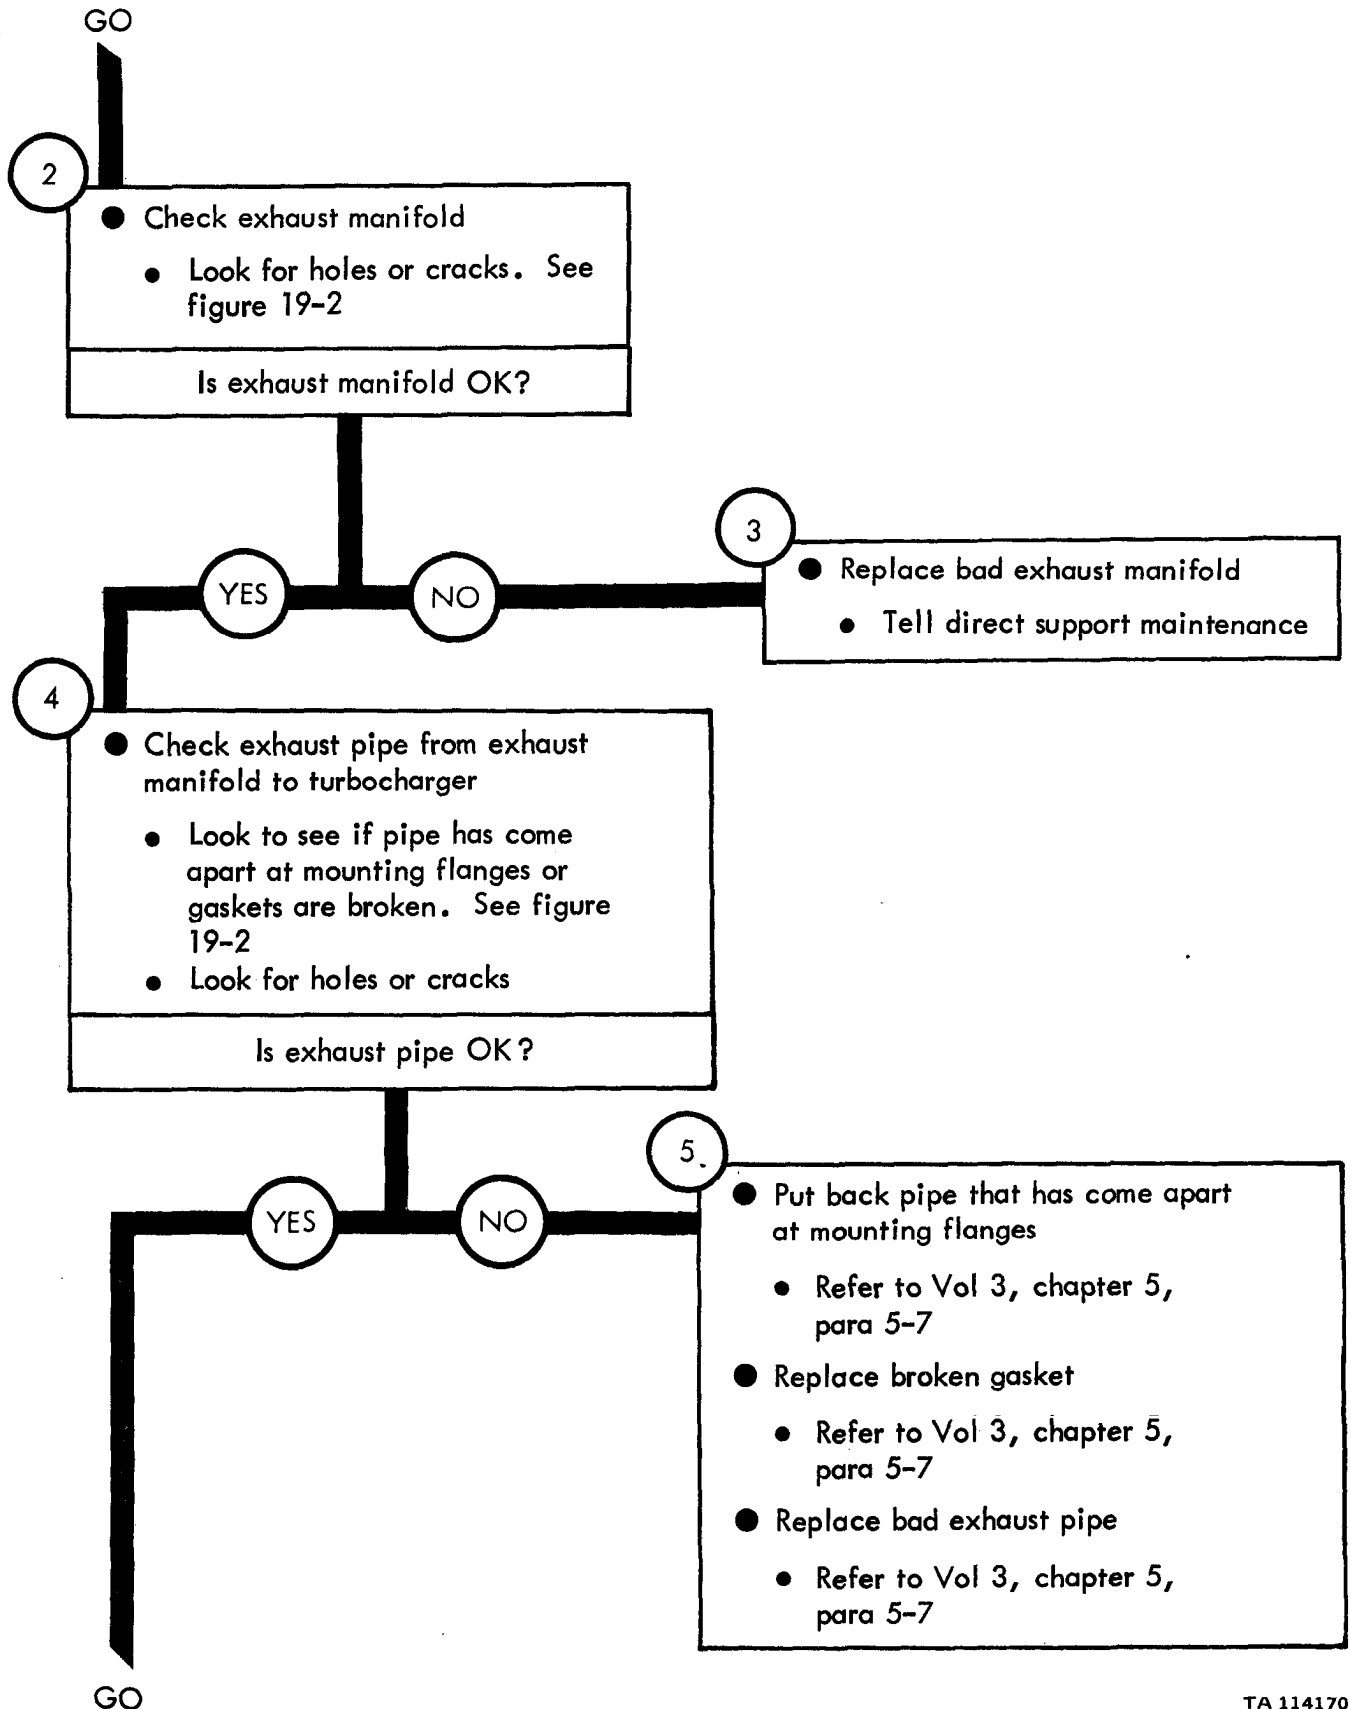 GO
2
● Check exhaust manifold
● Look for holes or cracks. See
figure 19-2
Is exhaust manifold OK?
YES
NO
3
● Replace bad exhaust manifold
● Tell direct support maintenance
4
● Check exhaust pipe from exhaust
manifold to turbocharger
● Look to see if pipe has come
apart at mounting flanges or
gaskets are broken. See figure
19-2
● Look for holes or cracks
Is exhaust pipe OK?
YES
NO
5
● Put back pipe that has come apart
at mounting flanges
● Refer to Vol 3, chapter 5,
para 5-7
● Replace broken gasket
● Refer to Vol 3, chapter 5,
para 5-7
● Replace bad exhaust pipe
● Refer to Vol 3, chapter 5,
para 5-7
GO
TA 114170